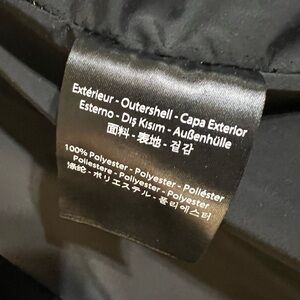 Extérieur - Outershell - Capa Exterior
Esterno - Dış Kısım - Außenhülle
面料 - 表地 - 겉감
100% Polyester - Polyester - Poliéster
Poliestere - Polyester - Polyester
涤纶 - ポリエステル - 폴리에스터